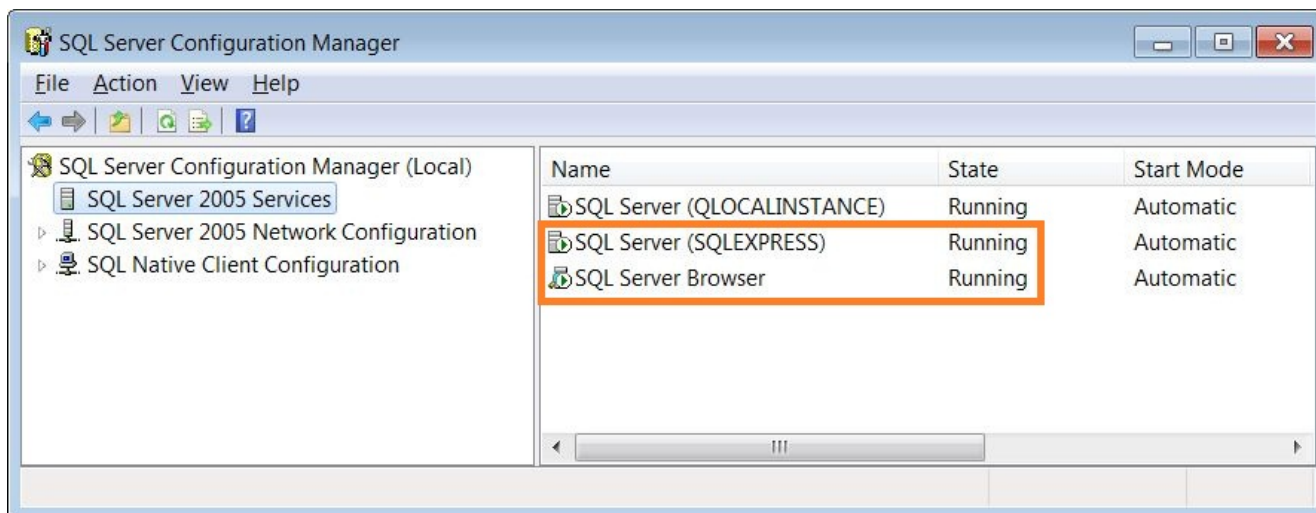 SQL Server Configuration Manager
File Action View Help
SQL Server Configuration Manager (Local)
SQL Server 2005 Services
SQL Server 2005 Network Configuration
SQL Native Client Configuration
Name State Start Mode
SQL Server (QLOCALINSTANCE) Running Automatic
SQL Server (SQLEXPRESS) Running Automatic
SQL Server Browser Running Automatic